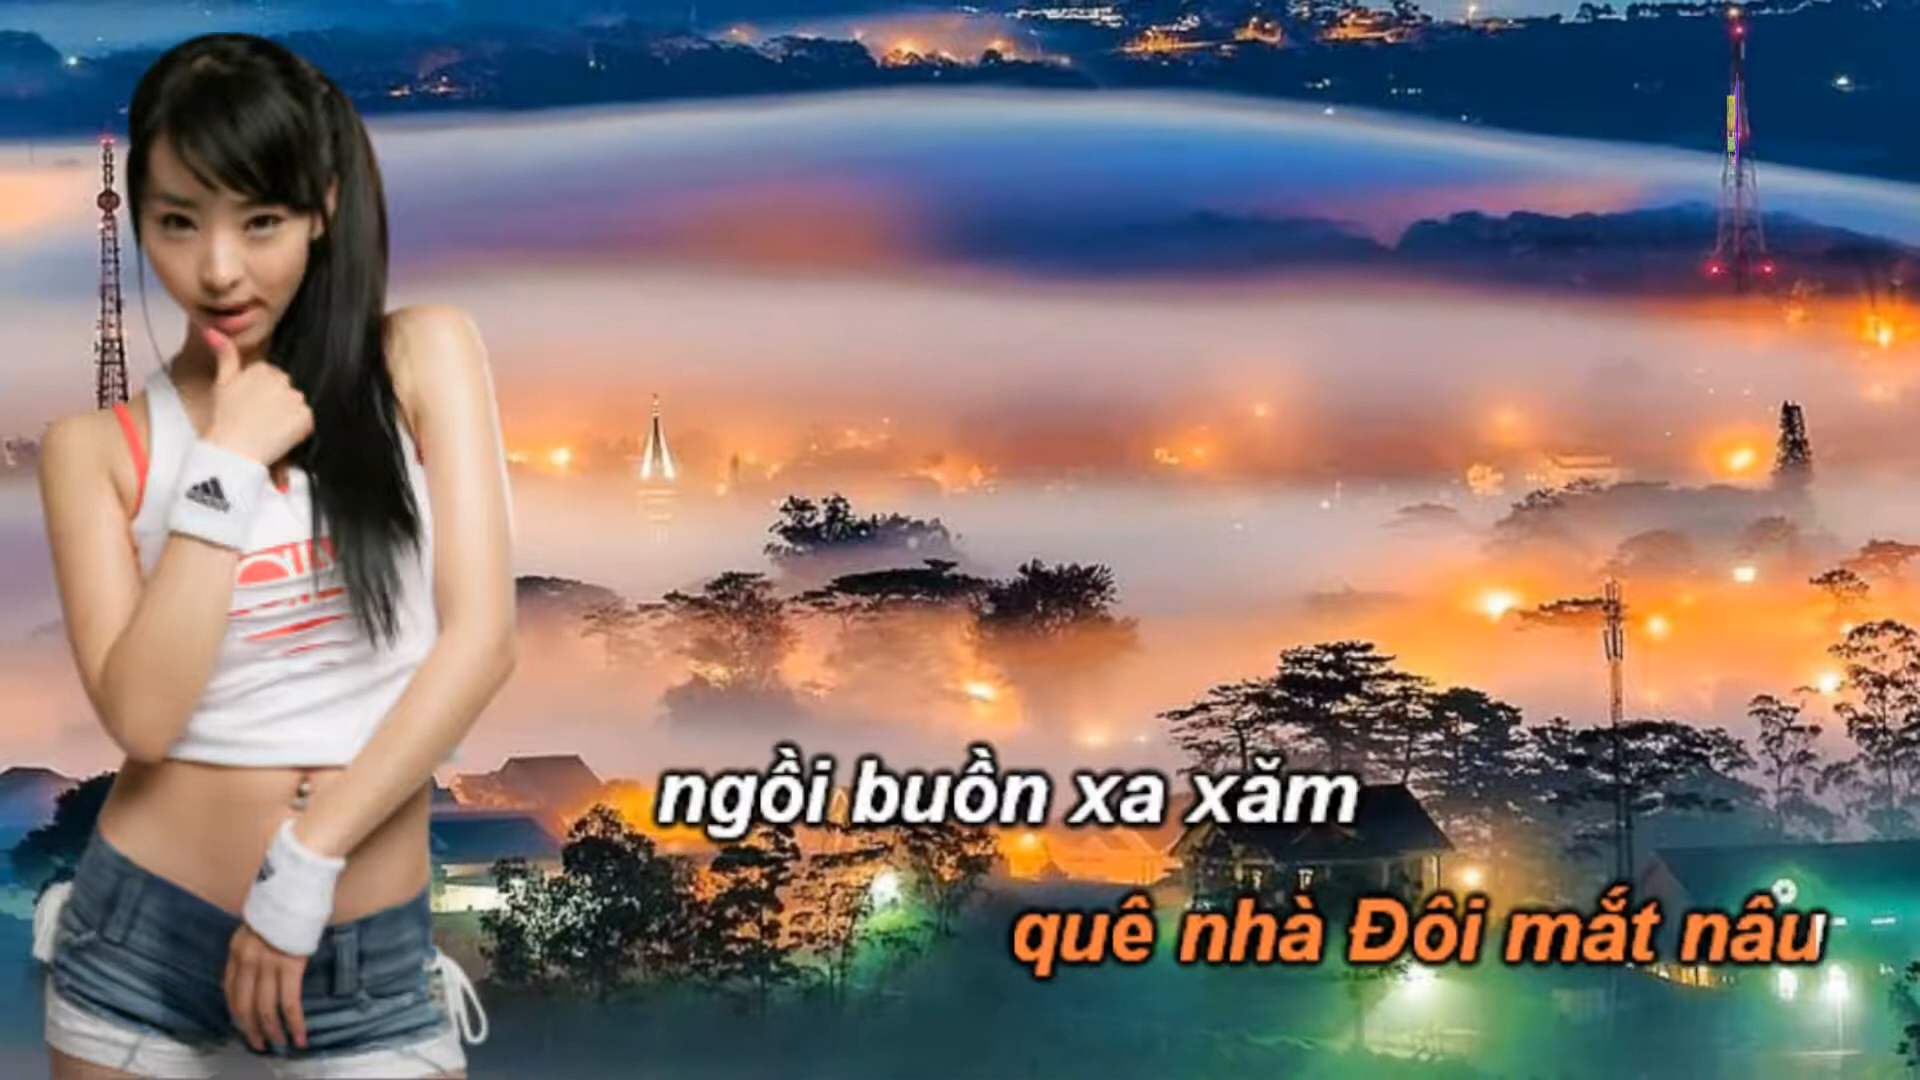 ngồi buồn xa xăm
quê nhà Đôi mắt nâu